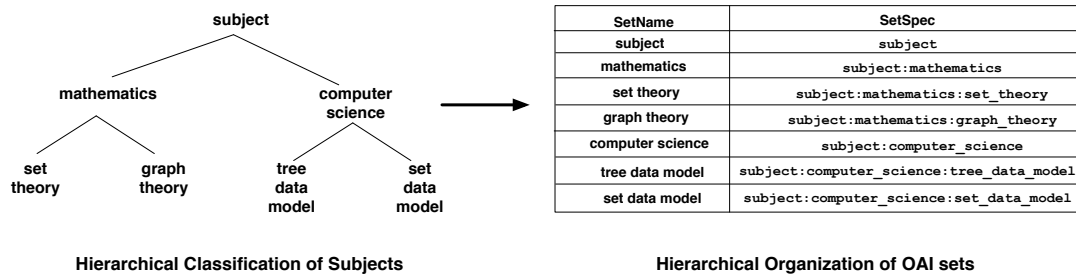 subject
mathematics
computer
science
set
theory
graph
theory
tree
data
model
set
data
model
Hierarchical Classification of Subjects
SetName SetSpec
subject subject
mathematics subject:mathematics
set theory subject:mathematics:set_theory
graph theory subject:mathematics:graph_theory
computer science subject:computer_science
tree data model subject:computer_science:tree_data_model
set data model subject:computer_science:set_data_model
Hierarchical Organization of OAI sets